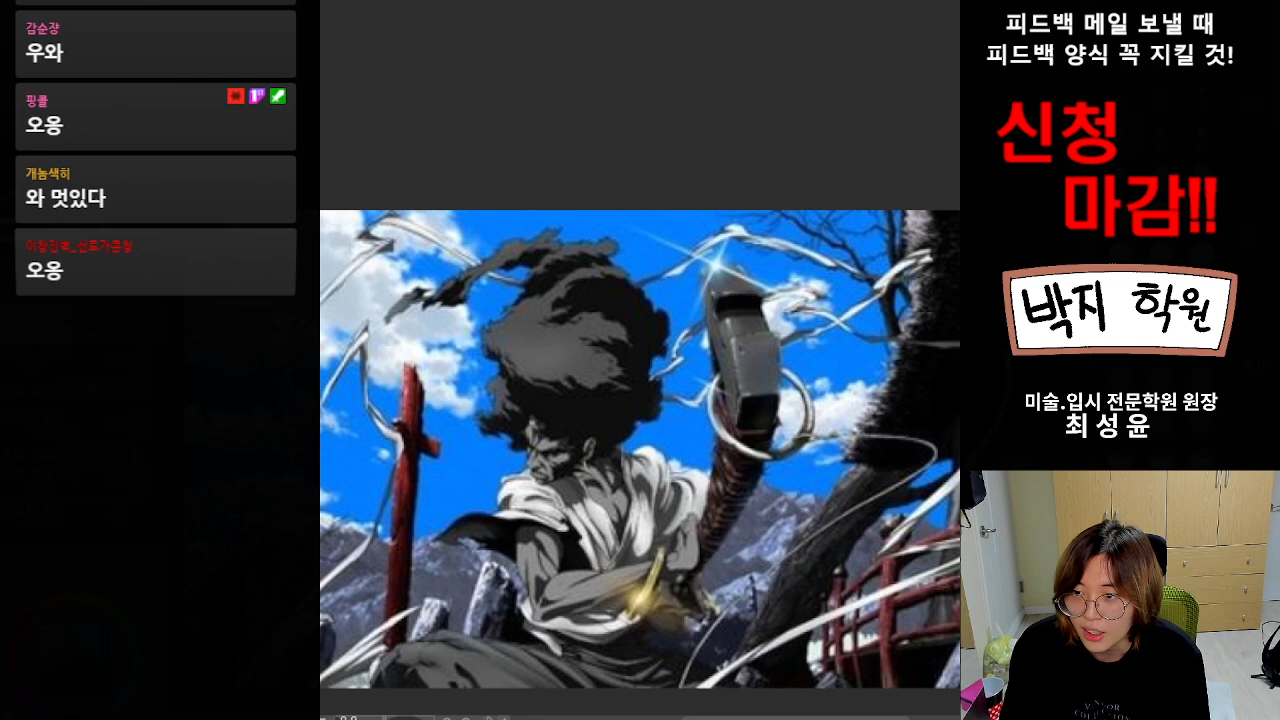 감순쟝
우와
핑콜
오옹
개놈색히
와 멋있다
오옹
피드백 메일 보낼 때
피드백 양식 꼭 지킬 것!
신청
마감!!
박지 학원
미술.입시 전문학원 원장
최성윤